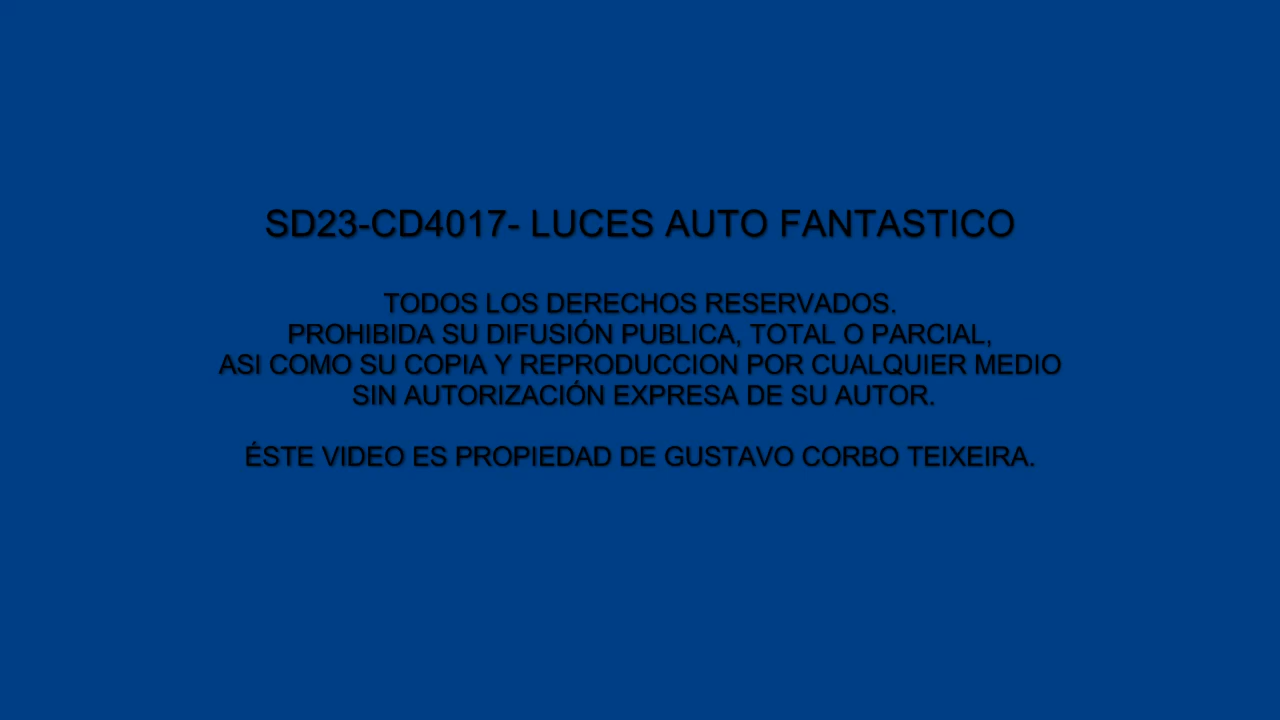 SD23-CD4017- LUCES AUTO FANTASTICO
TODOS LOS DERECHOS RESERVADOS.
PROHIBIDA SU DIFUSIÓN PUBLICA, TOTAL O PARCIAL,
ASI COMO SU COPIA Y REPRODUCCION POR CUALQUIER MEDIO
SIN AUTORIZACIÓN EXPRESA DE SU AUTOR.
ÉSTE VIDEO ES PROPIEDAD DE GUSTAVO CORBO TEIXEIRA.